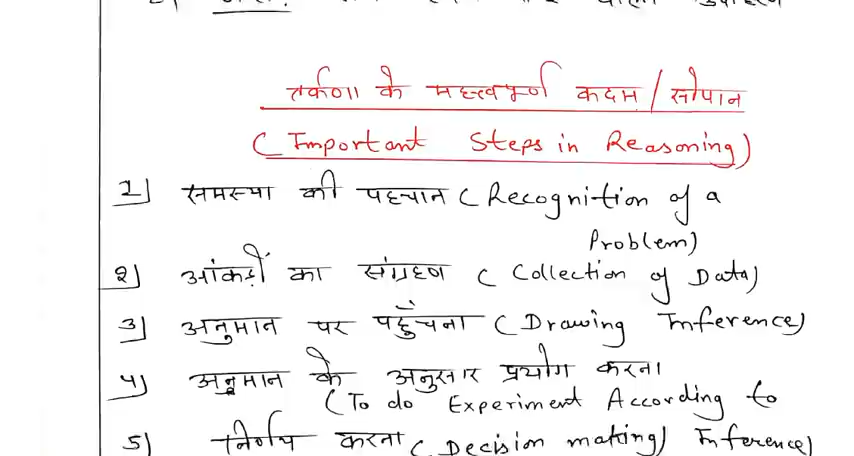 तर्कणा के महत्त्वपूर्ण कदम / सोपान
(Important Steps in Reasoning)
1) समस्या की पहचान (Recognition of a
Problem)
2) आंकड़ों का संग्रहण (Collection of Data)
3) अनुमान पर पहुँचना (Drawing Inference)
4) अनुमान के अनुसार प्रयोग करना
(To do Experiment According to
5) निर्णय करना (Decision making) Inference)